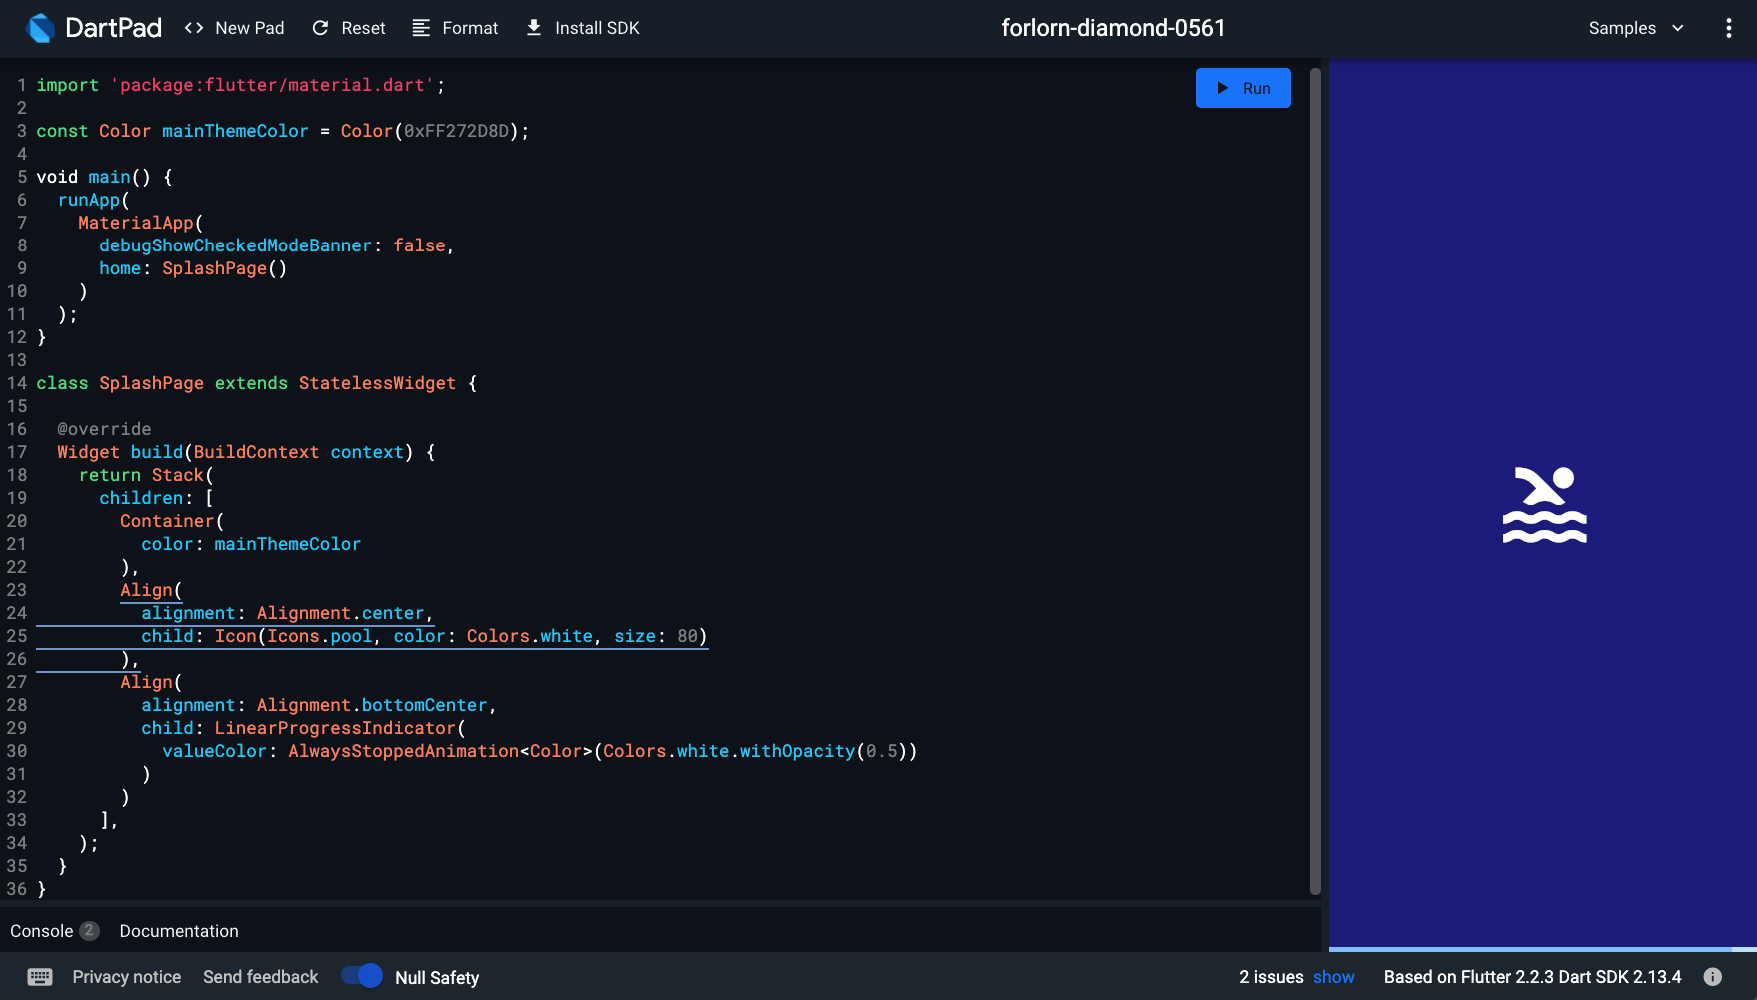 DartPad <> New Pad Reset Format Install SDK forlorn-diamond-0561 Samples
1 import 'package:flutter/material.dart';
2
3 const Color mainThemeColor = Color(0xFF272D8D);
4
5 void main() {
6   runApp(
7     MaterialApp(
8       debugShowCheckedModeBanner: false,
9       home: SplashPage()
10     )
11   );
12 }
13
14 class SplashPage extends StatelessWidget {
15
16   @override
17   Widget build(BuildContext context) {
18     return Stack(
19       children: [
20         Container(
21           color: mainThemeColor
22         ),
23         Align(
24           alignment: Alignment.center,
25           child: Icon(Icons.pool, color: Colors.white, size: 80)
26         ),
27         Align(
28           alignment: Alignment.bottomCenter,
29           child: LinearProgressIndicator(
30             valueColor: AlwaysStoppedAnimation<Color>(Colors.white.withOpacity(0.5))
31           )
32         )
33       ],
34     );
35   }
36 }
Run
Console 2 Documentation
Privacy notice Send feedback Null Safety 2 issues show Based on Flutter 2.2.3 Dart SDK 2.13.4